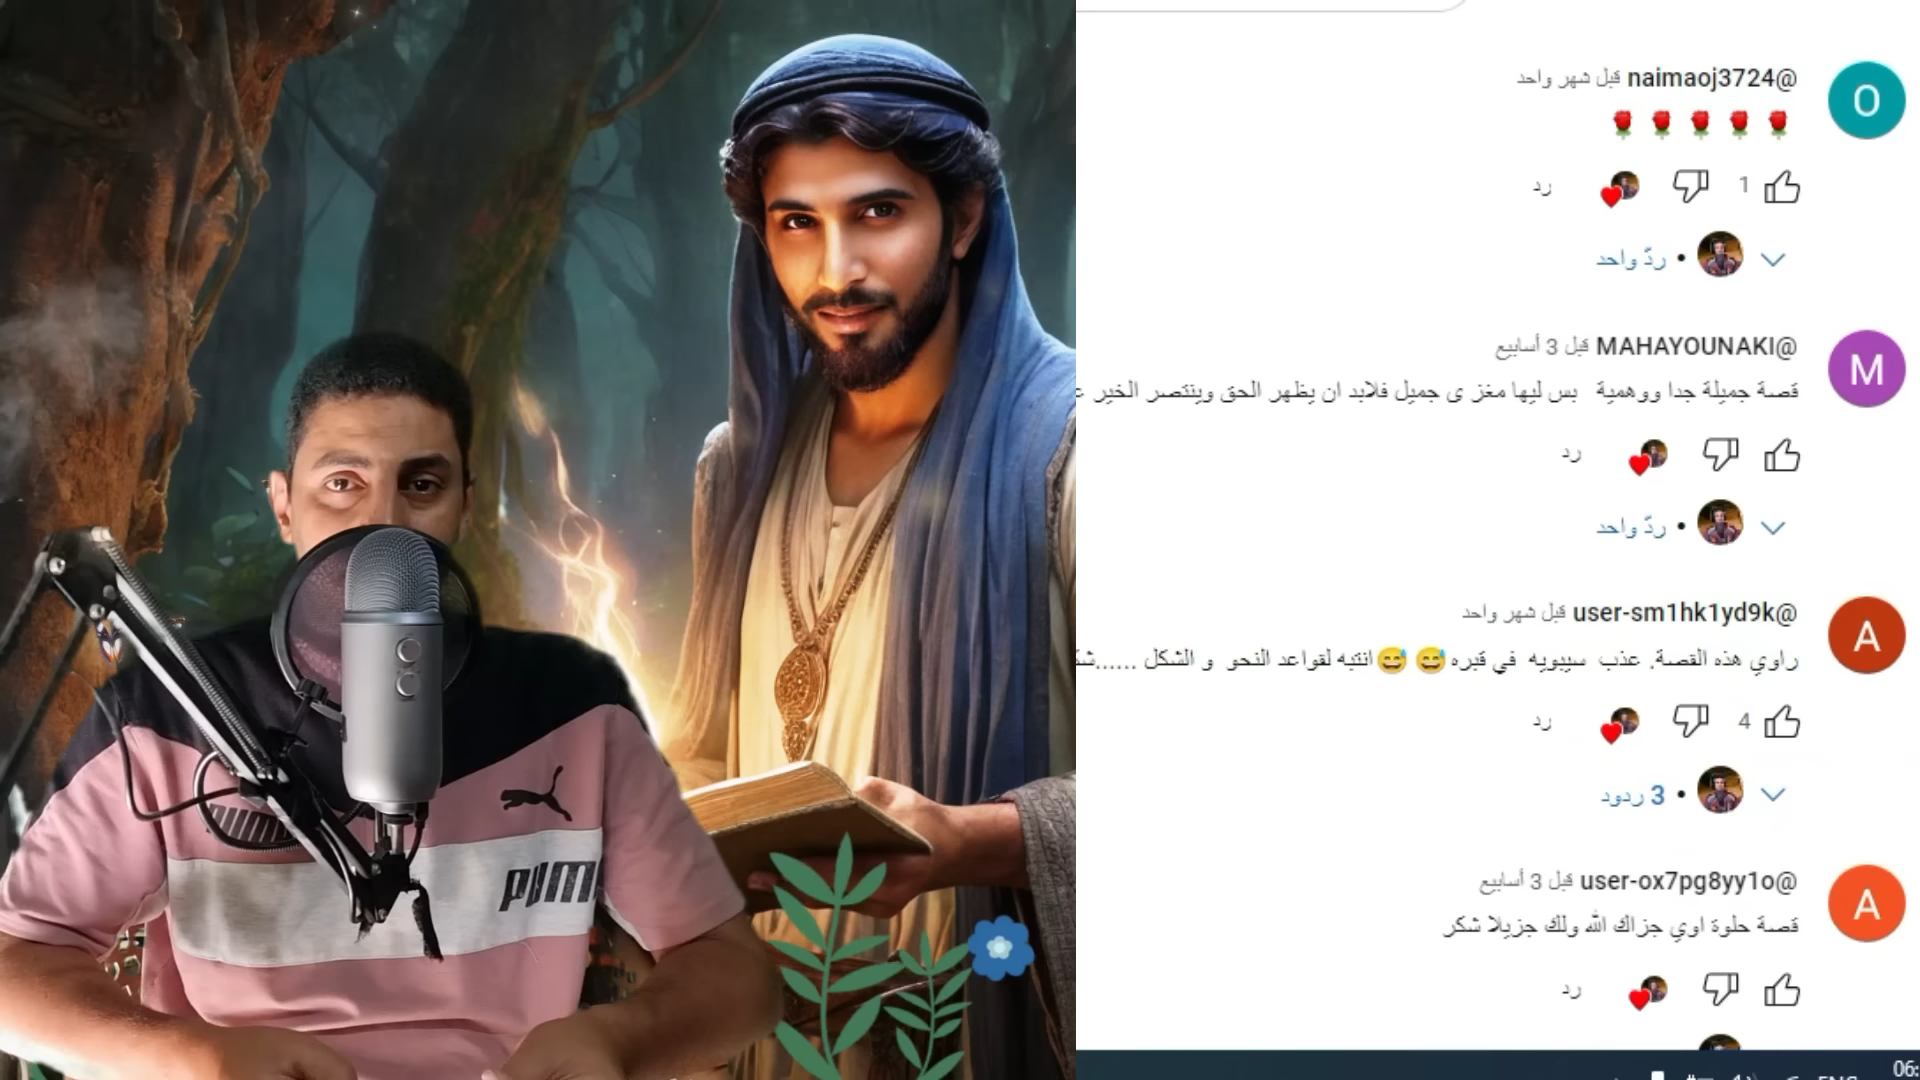 @naimaoj3724 قبل شهر واحد
1
رد
ردّ واحد
@MAHAYOUNAKI قبل 3 أسابيع
قصة جميلة جدا ووهمية بس ليها مغز ى جميل فلابد ان يظهر الحق وينتصر الخير
رد
ردّ واحد
@user-sm1hk1yd9k قبل شهر واحد
راوي هذه القصة. عذب سيبويه في قبره 😅😅انتبه لقواعد النحو و الشكل ......
4
رد
3 ردود
@user-ox7pg8yy1o قبل 3 أسابيع
قصة حلوة اوي جزاك الله ولك جزيلا شكر
رد
O
M
A
A
PUMA
06: